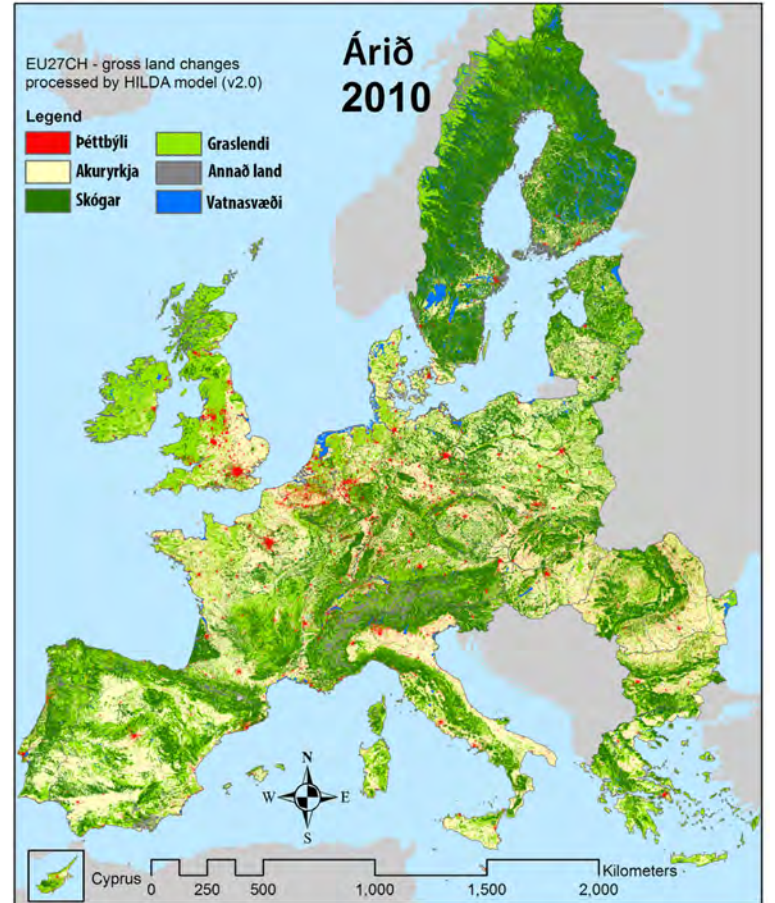 EU27CH - gross land changes
processed by HILDA model (v2.0)
Árið
2010
Legend
Þéttbýli
Graslendi
Akuryrkja
Annað land
Skógar
Vatnasvæði
N
W
E
S
Cyprus
Kilometers
0
250
500
1,000
1,500
2,000